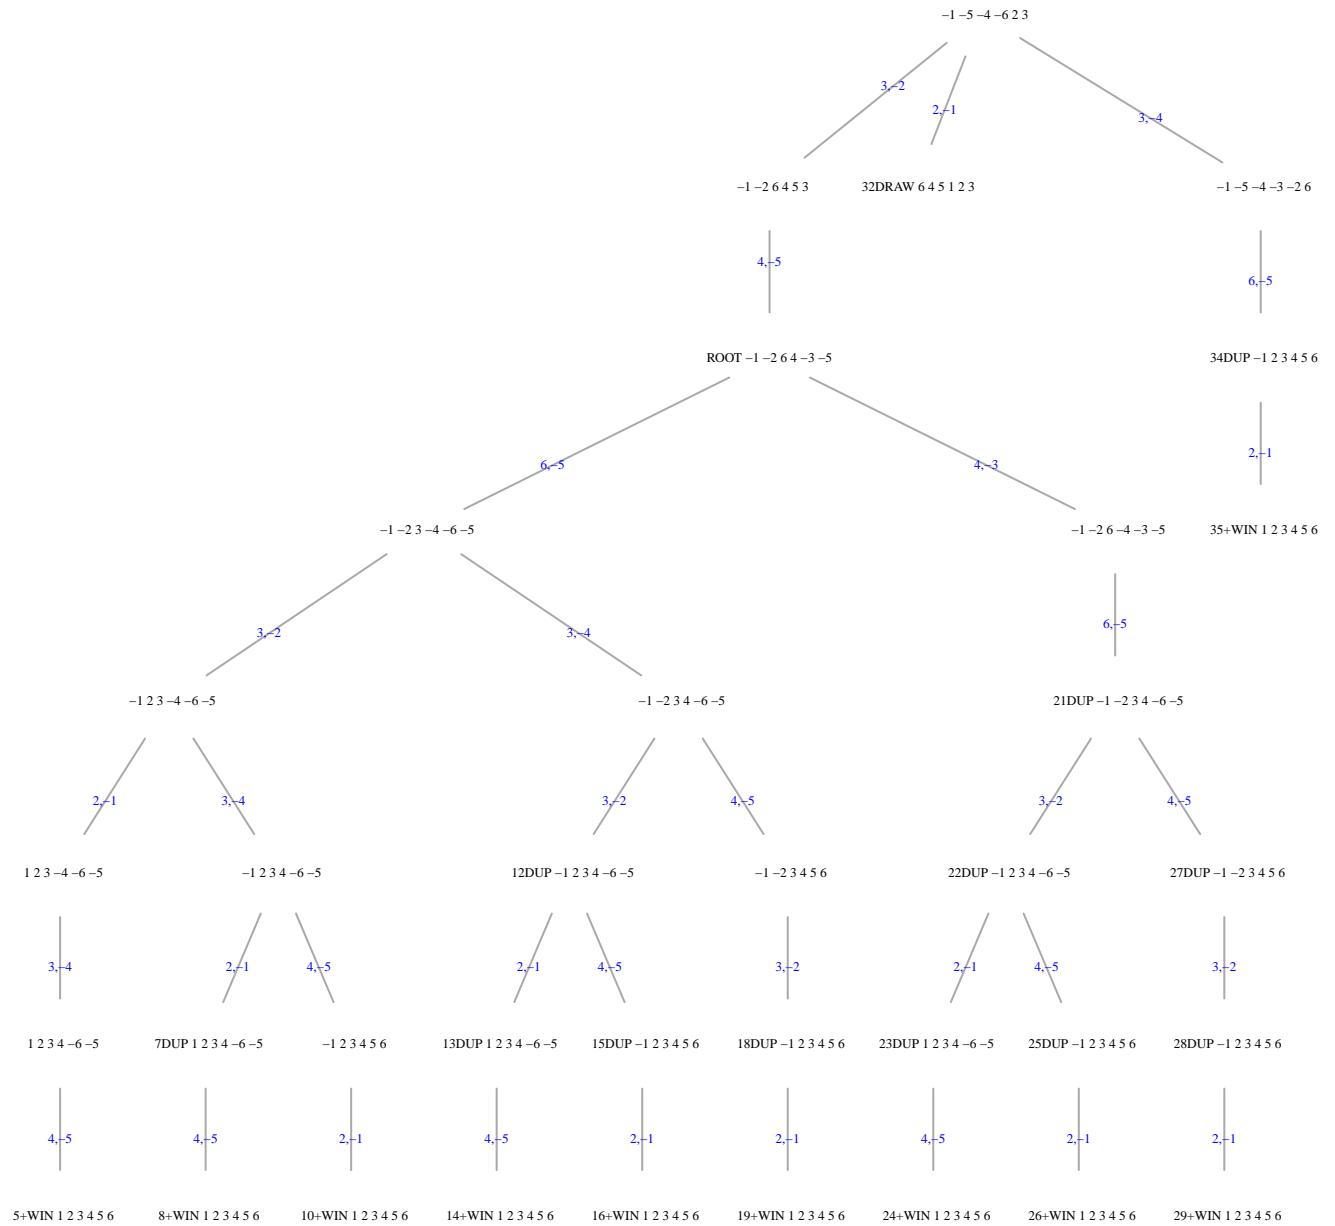 −1 −5 −4 −6 2 3
3,−2
2,−1
3,−4
−1 −2 6 4 5 3
32DRAW 6 4 5 1 2 3
−1 −5 −4 −3 −2 6
4,−5
6,−5
ROOT −1 −2 6 4 −3 −5
34DUP −1 2 3 4 5 6
6,−5
4,−3
2,−1
−1 −2 3 −4 −6 −5
−1 −2 6 −4 −3 −5
35+WIN 1 2 3 4 5 6
3,−2
3,−4
6,−5
−1 2 3 −4 −6 −5
−1 −2 3 4 −6 −5
21DUP −1 −2 3 4 −6 −5
2,−1
3,−4
3,−2
4,−5
3,−2
4,−5
1 2 3 −4 −6 −5
−1 2 3 4 −6 −5
12DUP −1 2 3 4 −6 −5
−1 −2 3 4 5 6
22DUP −1 2 3 4 −6 −5
27DUP −1 −2 3 4 5 6
3,−4
2,−1
4,−5
2,−1
4,−5
3,−2
2,−1
4,−5
3,−2
1 2 3 4 −6 −5
7DUP 1 2 3 4 −6 −5
−1 2 3 4 5 6
13DUP 1 2 3 4 −6 −5
15DUP −1 2 3 4 5 6
18DUP −1 2 3 4 5 6
23DUP 1 2 3 4 −6 −5
25DUP −1 2 3 4 5 6
28DUP −1 2 3 4 5 6
4,−5
4,−5
2,−1
4,−5
2,−1
2,−1
4,−5
2,−1
2,−1
5+WIN 1 2 3 4 5 6
8+WIN 1 2 3 4 5 6
10+WIN 1 2 3 4 5 6
14+WIN 1 2 3 4 5 6
16+WIN 1 2 3 4 5 6
19+WIN 1 2 3 4 5 6
24+WIN 1 2 3 4 5 6
26+WIN 1 2 3 4 5 6
29+WIN 1 2 3 4 5 6